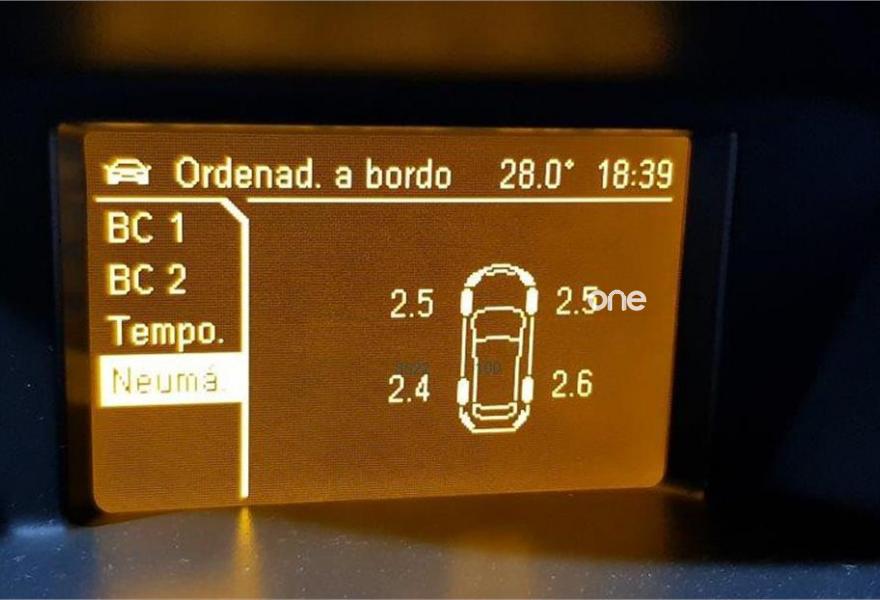 Ordenad. a bordo 28.0° 18:39
BC 1
BC 2
Tempo.
Neumá.
2.5 2.5
one
2.4 2.6